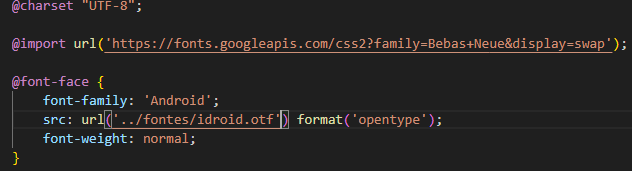 @charset "UTF-8";
@import url('https://fonts.googleapis.com/css2?family=Bebas+Neue&display=swap');
@font-face {
font-family: 'Android';
src: url('../fontes/idroid.otf') format('opentype');
font-weight: normal;
}